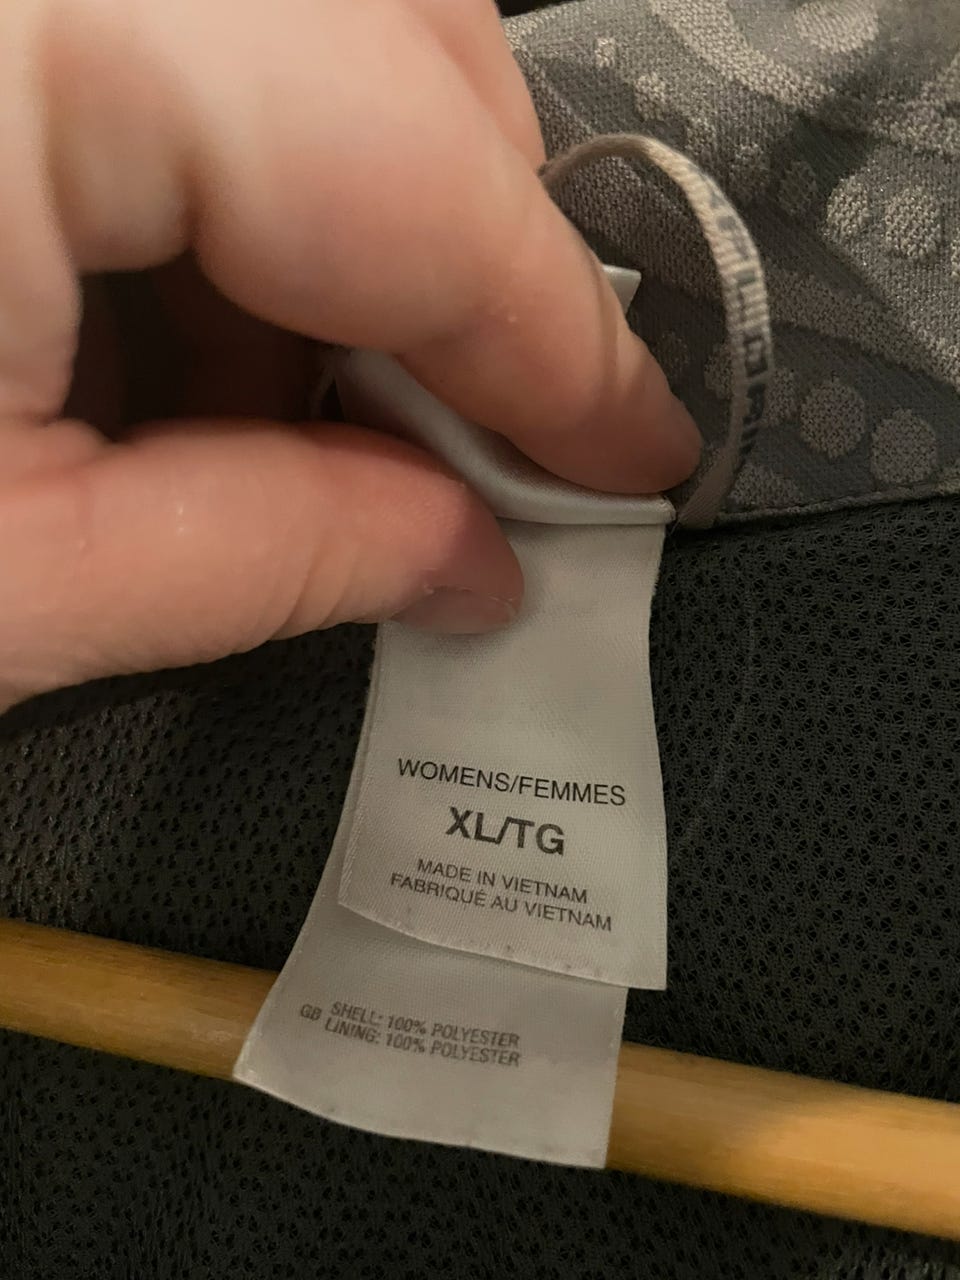 WOMENS/FEMMES
XL/TG
MADE IN VIETNAM
FABRIQUÉ AU VIETNAM
GB SHELL: 100% POLYESTER
LINING: 100% POLYESTER